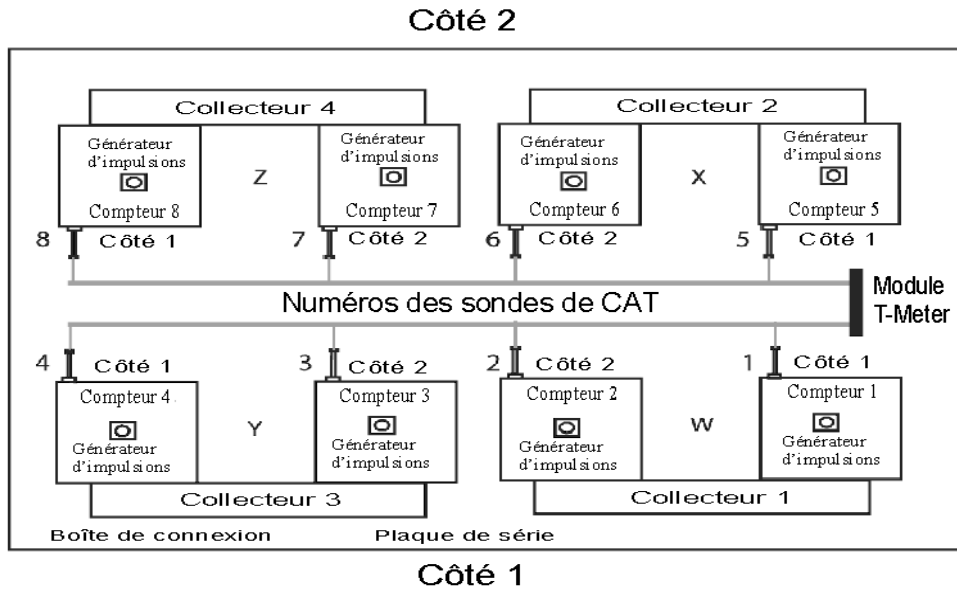 Côté 2
Collecteur 4
Collecteur 2
Générateur
d'impulsions
Compteur 8
Z
Générateur
d'impulsions
Compteur 7
Générateur
d'impulsions
Compteur 6
X
Générateur
d'impulsions
Compteur 5
8 Côté 1
7 Côté 2
6 Côté 2
5 Côté 1
Numéros des sondes de CAT
Module
T-Meter
4 Côté 1
3 Côté 2
2 Côté 2
1 Côté 1
Compteur 4
Générateur
d'impulsions
Y
Compteur 3
Générateur
d'impulsions
Compteur 2
Générateur
d'impulsions
W
Compteur 1
Générateur
d'impulsions
Collecteur 3
Collecteur 1
Boîte de connexion
Plaque de série
Côté 1